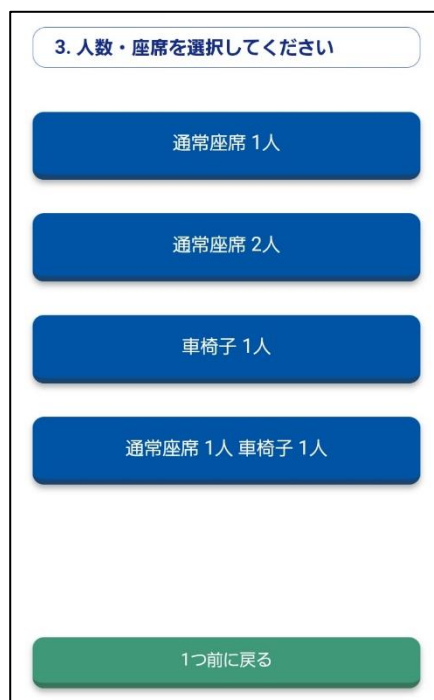 3. 人数・座席を選択してください
通常座席 1人
通常座席 2人
車椅子 1人
通常座席 1人 車椅子 1人
1つ前に戻る